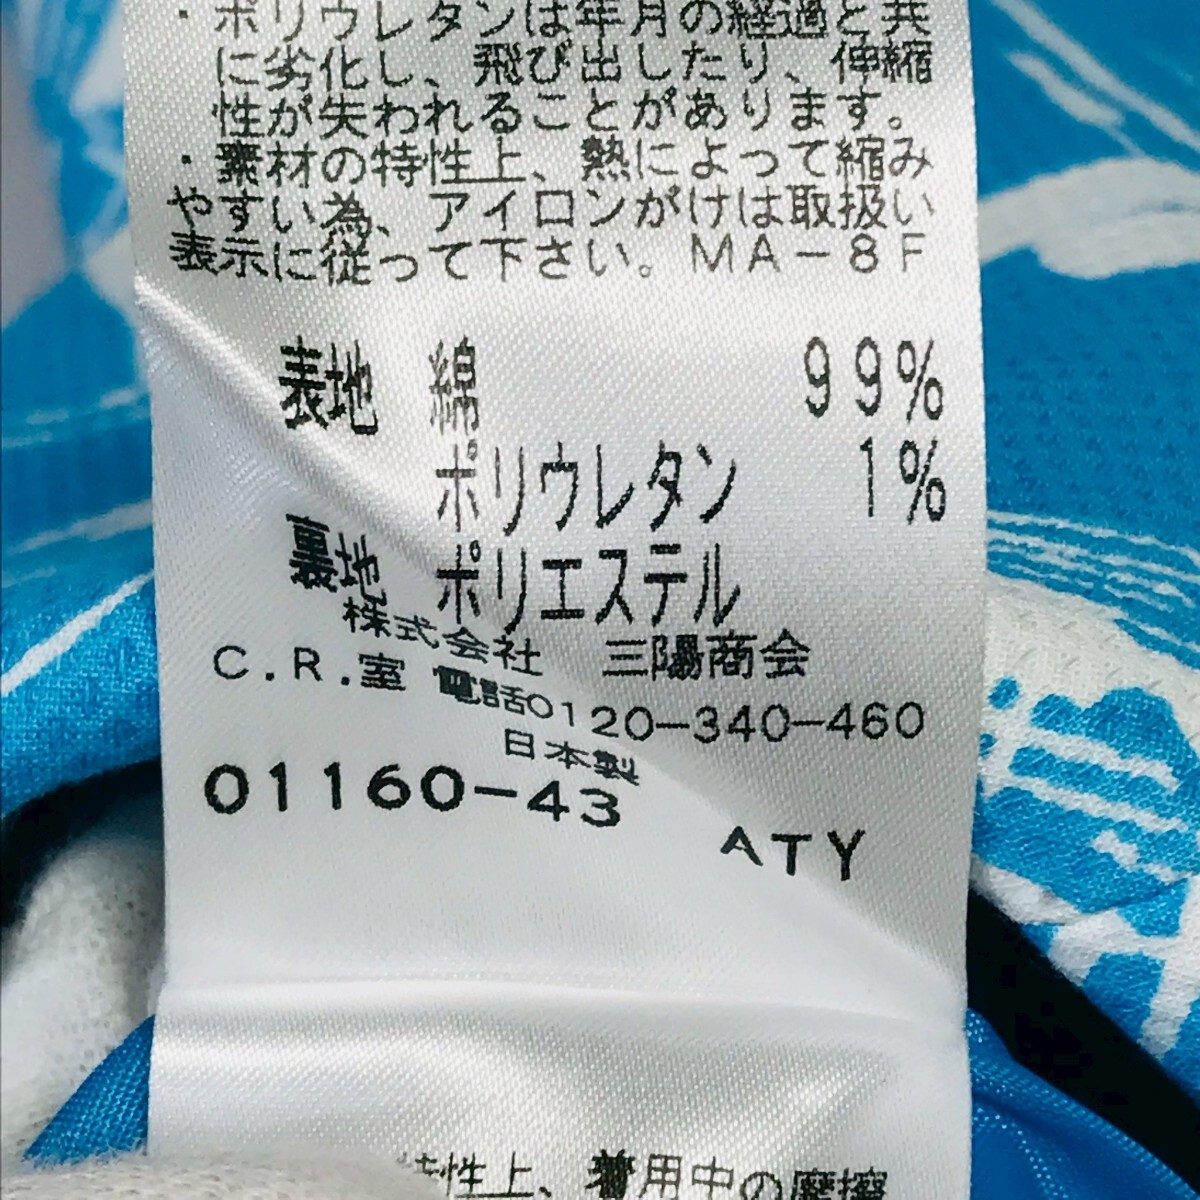 ・ポリウレタンは年月の経過と共
に劣化し、飛び出したり、伸縮
性が失われることがあります。
・素材の特性上、熱によって縮み
やすい為、アイロンがけは取扱い
表示に従って下さい。MA-8F
表地 綿 99%
ポリウレタン 1%
裏地 ポリエステル
株式会社 三陽商会
C.R.室 電話0120-340-460
日本製
01160-43
ATY
特性上、着用中の摩擦